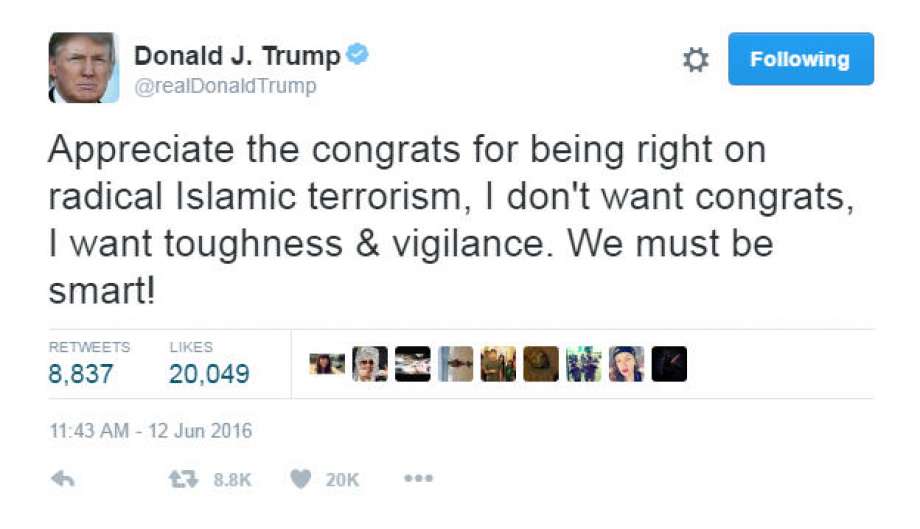 Donald J. Trump
@realDonaldTrump
Following
Appreciate the congrats for being right on
radical Islamic terrorism, I don't want congrats,
I want toughness & vigilance. We must be
smart!
RETWEETS LIKES
8,837 20,049
11:43 AM - 12 Jun 2016
8.8K 20K